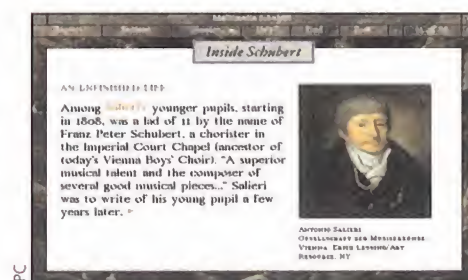 Multimedia Schubert
Inside Schubert
AN UNFINISHED LIFE
Among Salieri's younger pupils, starting
in 1808, was a lad of 11 by the name of
Franz Peter Schubert, a chorister in
the Imperial Court Chapel (ancestor of
today's Vienna Boys' Choir). "A superior
musical talent and the composer of
several good musical pieces..." Salieri
was to write of his young pupil a few
years later.
ANTONIO SALIERI
GESELLSCHAFT DER MUSIKFREUNDE,
VIENNA. ERICH LESSING/ART
RESOURCE, NY
PC